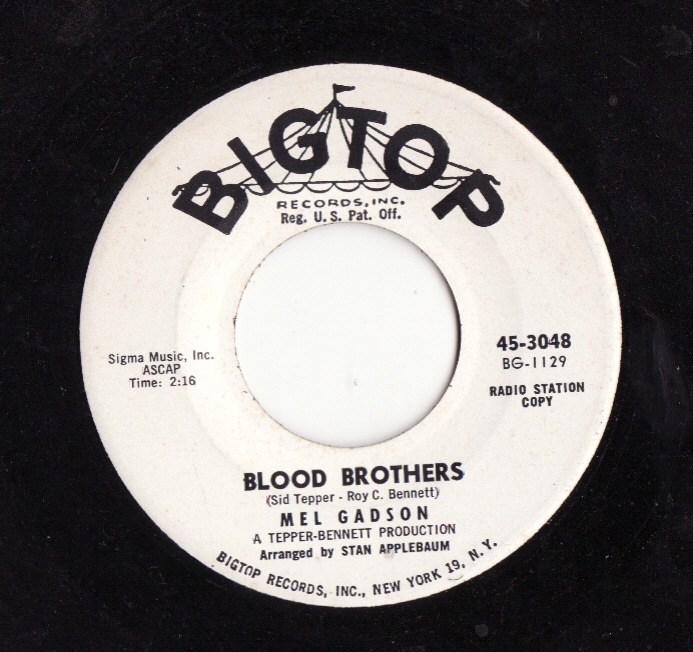 BIGTOP
RECORDS, INC.
Reg. U.S. Pat. Off.
Sigma Music, Inc.
ASCAP
Time: 2:16
45-3048
BG-1129
RADIO STATION
COPY
BLOOD BROTHERS
(Sid Tepper - Roy C. Bennett)
MEL GADSON
A TEPPER-BENNETT PRODUCTION
Arranged by STAN APPLEBAUM
BIGTOP RECORDS, INC., NEW YORK 19, N. Y.